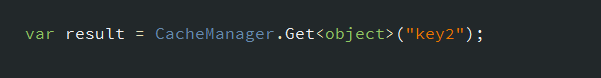 var result = CacheManager.Get<object>("key2");